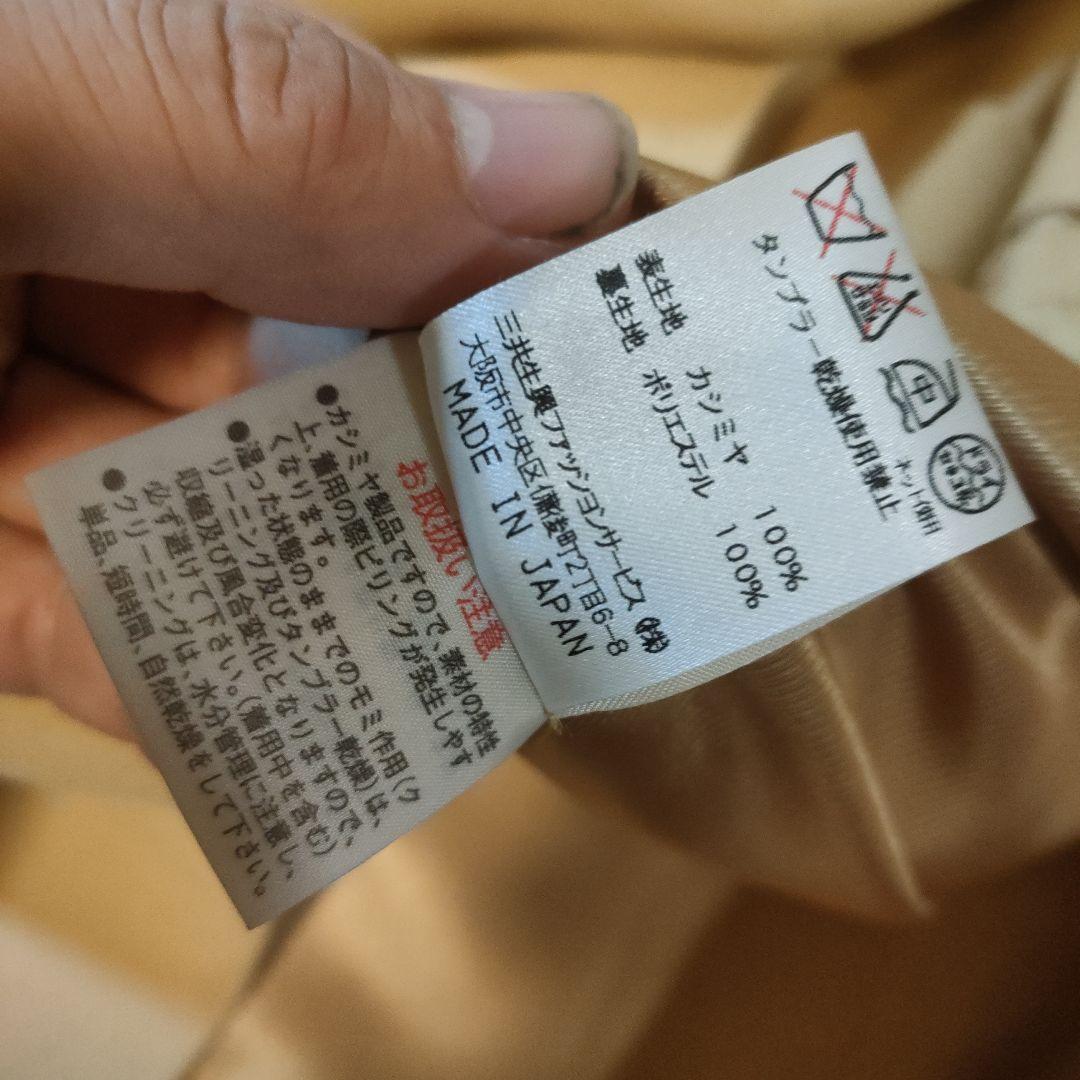 中
ドライ
セキユ系
ネット併用
タンブラー乾燥使用禁止
表生地 カシミヤ 100%
裏生地 ポリエステル 100%
三共生興ファッションサービス㈱
大阪市中央区備後町2丁目6-8
MADE IN JAPAN
お取扱い注意
●カシミヤ製品ですので、素材の特性
上、着用の際ピリングが発生しやす
くなります。
●湿った状態のままでのモミ作用(ク
リーニング及びタンブラー乾燥)は、
収縮及び風合変化となりますので、
必ず避けて下さい。(着用中を含む)
●クリーニングは、水分管理に注意し、
単品、短時間、自然乾燥をして下さい。